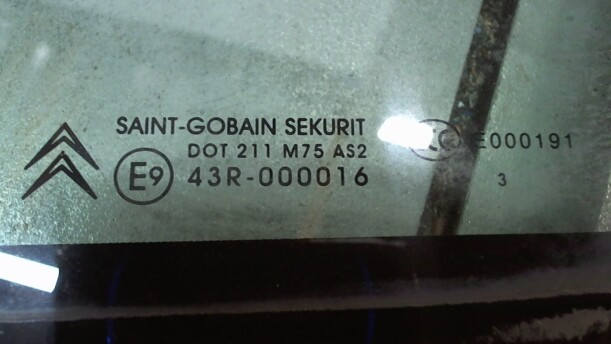 SAINT-GOBAIN SEKURIT
DOT 211 M75 AS2
E9 43R-000016
E000191
3